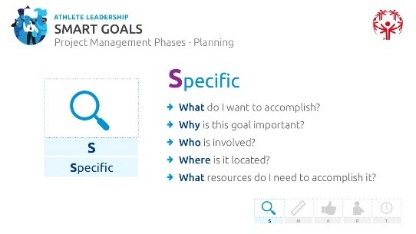 ATHLETE LEADERSHIP
SMART GOALS
Project Management Phases - Planning
Specific
What do I want to accomplish?
Why is this goal important?
Who is involved?
Where is it located?
What resources do I need to accomplish it?
S
Specific
S M A R T